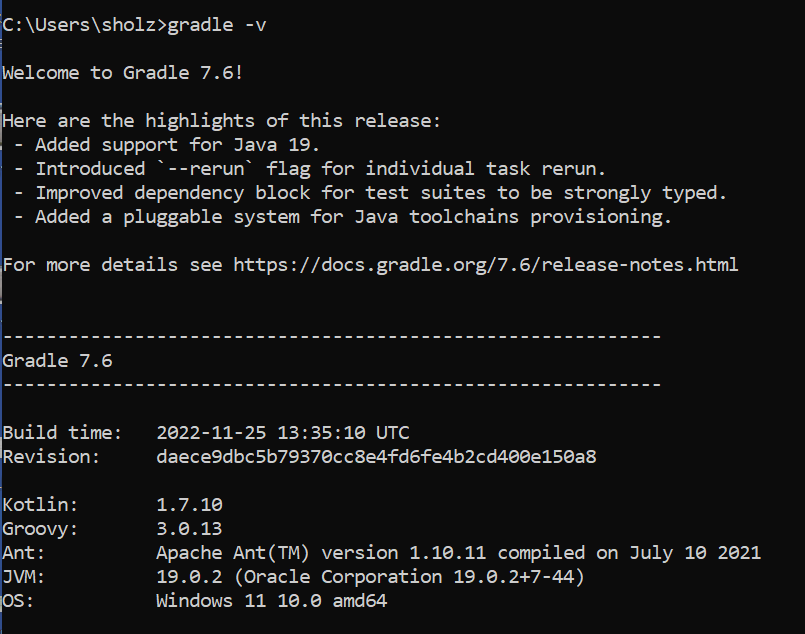 C:\Users\sholz>gradle -v
Welcome to Gradle 7.6!
Here are the highlights of this release:
 - Added support for Java 19.
 - Introduced `--rerun` flag for individual task rerun.
 - Improved dependency block for test suites to be strongly typed.
 - Added a pluggable system for Java toolchains provisioning.
For more details see https://docs.gradle.org/7.6/release-notes.html
------------------------------------------------------------
Gradle 7.6
------------------------------------------------------------
Build time:   2022-11-25 13:35:10 UTC
Revision:     daece9dbc5b79370cc8e4fd6fe4b2cd400e150a8
Kotlin:       1.7.10
Groovy:       3.0.13
Ant:          Apache Ant(TM) version 1.10.11 compiled on July 10 2021
JVM:          19.0.2 (Oracle Corporation 19.0.2+7-44)
OS:           Windows 11 10.0 amd64